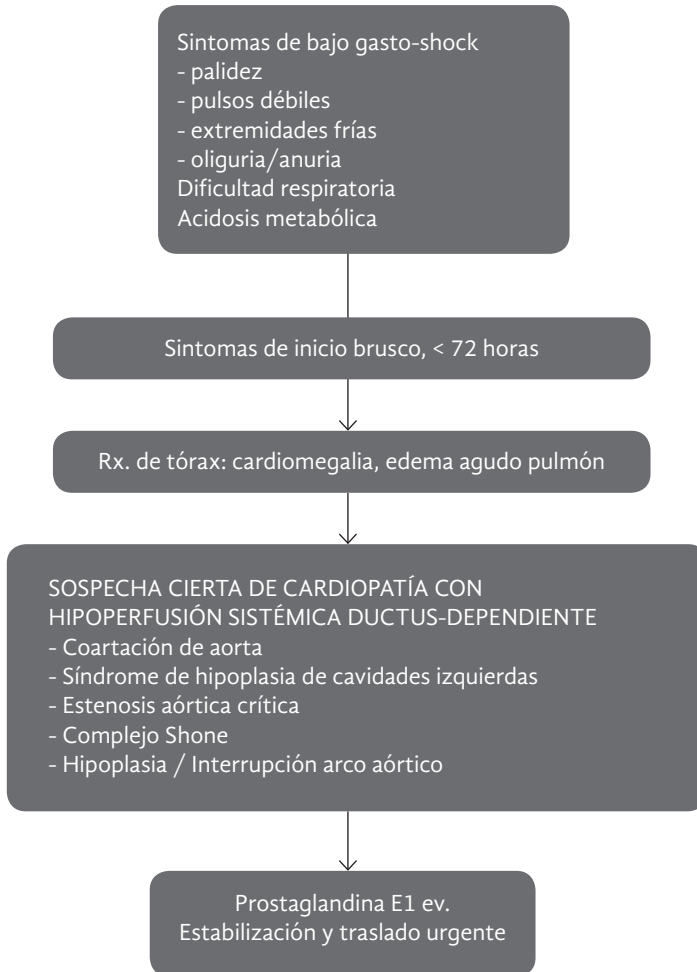 Sintomas de bajo gasto-shock
- palidez
- pulsos débiles
- extremidades frías
- oliguria/anuria
Dificultad respiratoria
Acidosis metabólica
Sintomas de inicio brusco, < 72 horas
Rx. de tórax: cardiomegalia, edema agudo pulmón
SOSPECHA CIERTA DE CARDIOPATÍA CON
HIPOPERFUSIÓN SISTÉMICA DUCTUS-DEPENDIENTE
- Coartación de aorta
- Síndrome de hipoplasia de cavidades izquierdas
- Estenosis aórtica crítica
- Complejo Shone
- Hipoplasia / Interrupción arco aórtico
Prostaglandina E1 ev.
Estabilización y traslado urgente